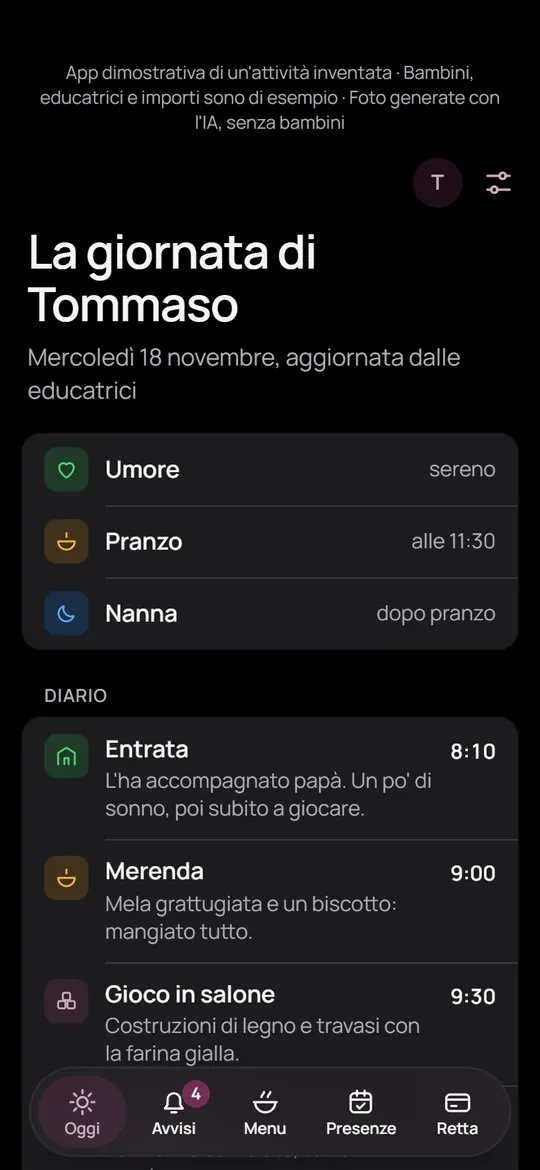 App dimostrativa di un'attività inventata · Bambini,
educatrici e importi sono di esempio · Foto generate con
l'IA, senza bambini
T
La giornata di
Tommaso
Mercoledì 18 novembre, aggiornata dalle
educatrici
Umore sereno
Pranzo alle 11:30
Nanna dopo pranzo
DIARIO
Entrata 8:10
L'ha accompagnato papà. Un po' di
sonno, poi subito a giocare.
Merenda 9:00
Mela grattugiata e un biscotto:
mangiato tutto.
Gioco in salone 9:30
Costruzioni di legno e travasi con
la farina gialla.
4
Oggi Avvisi Menu Presenze Retta